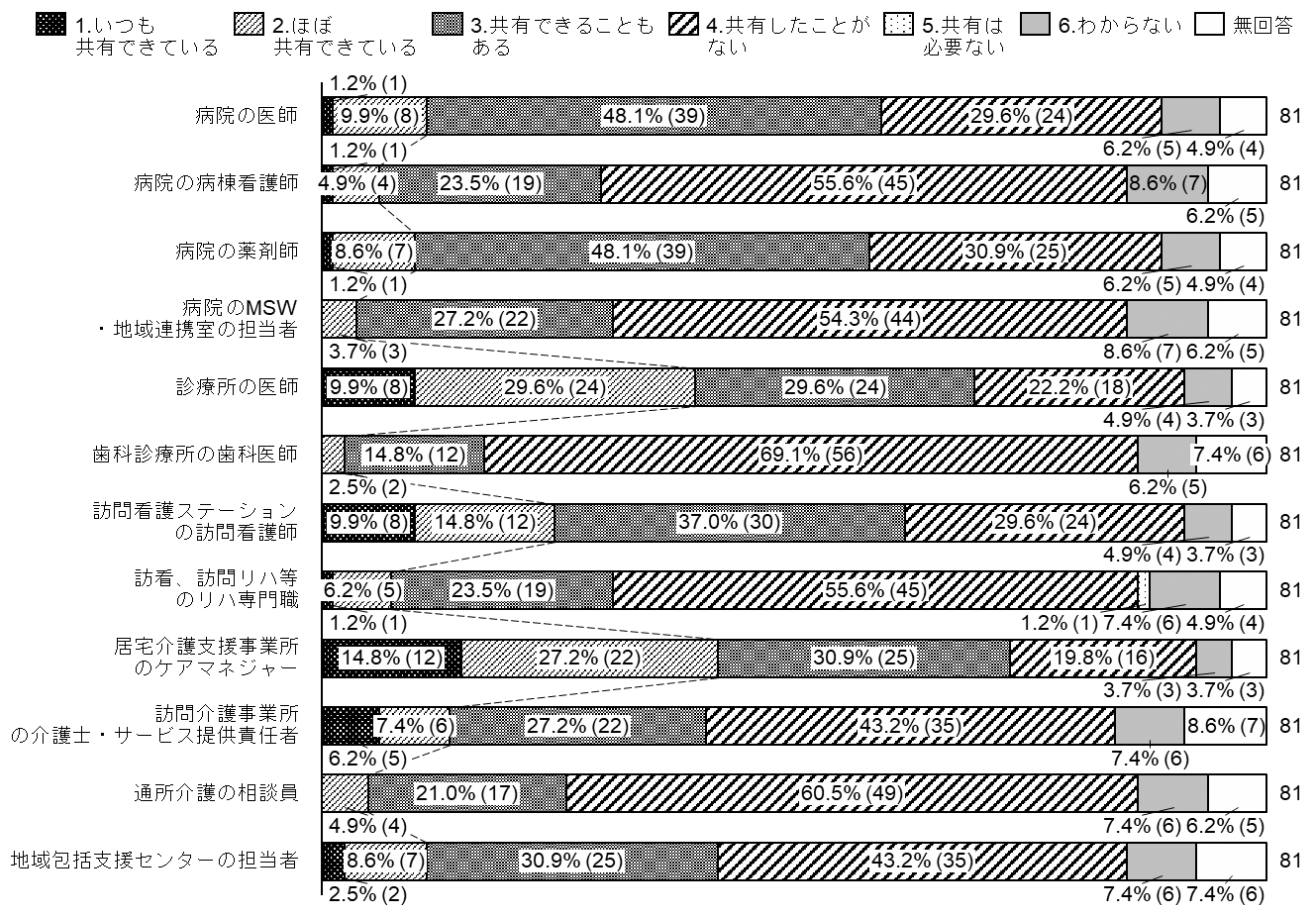 1.いつも
共有できている
2.ほぼ
共有できている
3.共有できることも
ある
4.共有したことが
ない
5.共有は
必要ない
6.わからない
無回答
1.2% (1)
病院の医師
9.9% (8)
48.1% (39)
29.6% (24)
81
1.2% (1)
6.2% (5)
4.9% (4)
病院の病棟看護師
4.9% (4)
23.5% (19)
55.6% (45)
8.6% (7)
81
6.2% (5)
病院の薬剤師
8.6% (7)
48.1% (39)
30.9% (25)
81
1.2% (1)
6.2% (5)
4.9% (4)
病院のMSW
・地域連携室の担当者
27.2% (22)
54.3% (44)
81
3.7% (3)
8.6% (7)
6.2% (5)
診療所の医師
9.9% (8)
29.6% (24)
29.6% (24)
22.2% (18)
81
4.9% (4)
3.7% (3)
歯科診療所の歯科医師
14.8% (12)
69.1% (56)
7.4% (6)
81
2.5% (2)
6.2% (5)
訪問看護ステーション
の訪問看護師
9.9% (8)
14.8% (12)
37.0% (30)
29.6% (24)
81
4.9% (4)
3.7% (3)
訪看、訪問リハ等
のリハ専門職
6.2% (5)
23.5% (19)
55.6% (45)
81
1.2% (1)
1.2% (1)
7.4% (6)
4.9% (4)
居宅介護支援事業所
のケアマネジャー
14.8% (12)
27.2% (22)
30.9% (25)
19.8% (16)
81
3.7% (3)
3.7% (3)
訪問介護事業所
の介護士・サービス提供責任者
7.4% (6)
27.2% (22)
43.2% (35)
8.6% (7)
81
6.2% (5)
7.4% (6)
通所介護の相談員
21.0% (17)
60.5% (49)
81
4.9% (4)
7.4% (6)
6.2% (5)
地域包括支援センターの担当者
8.6% (7)
30.9% (25)
43.2% (35)
81
2.5% (2)
7.4% (6)
7.4% (6)